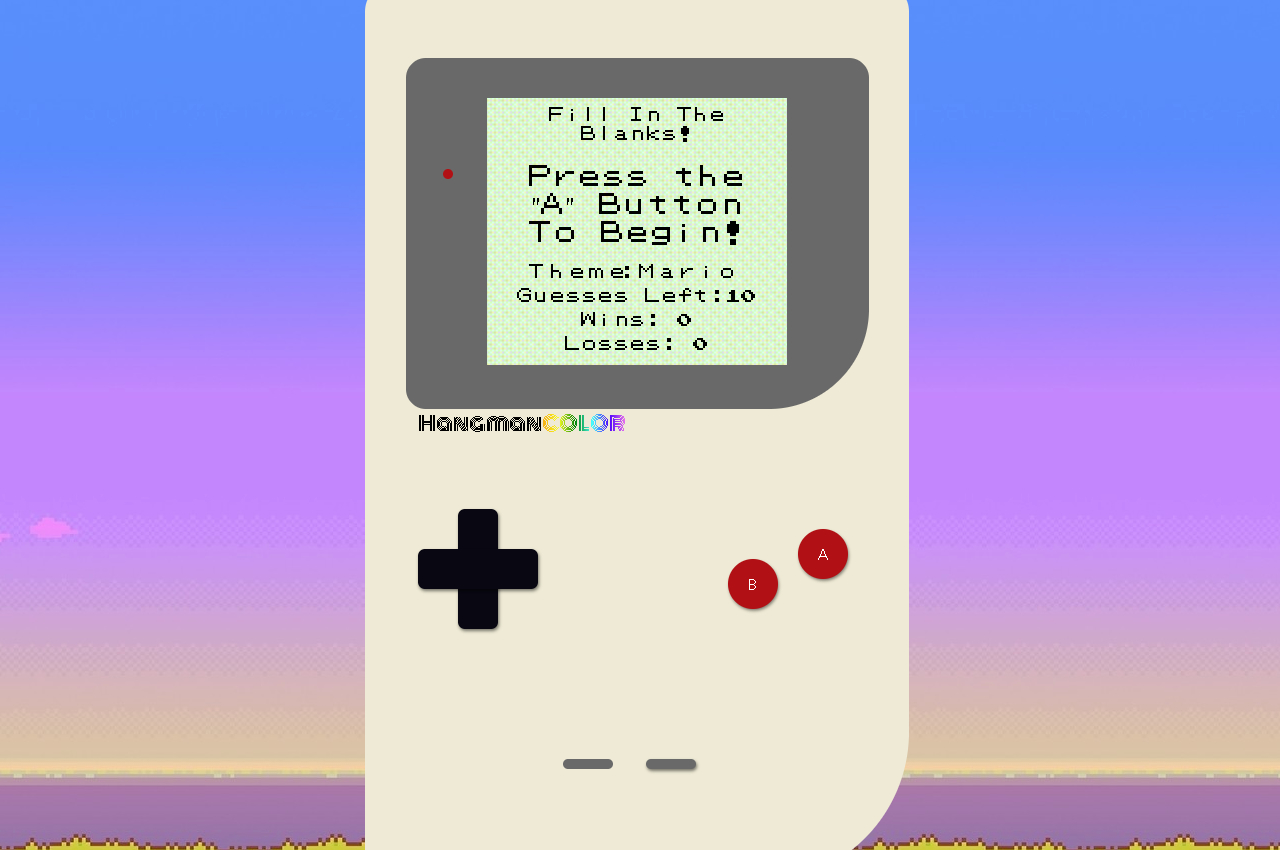 Fill In The
Blanks!
Press the
"A" Button
To Begin!
Theme:Mario
Guesses Left:10
Wins: 0
Losses: 0
HangmanCOLOR
A
B